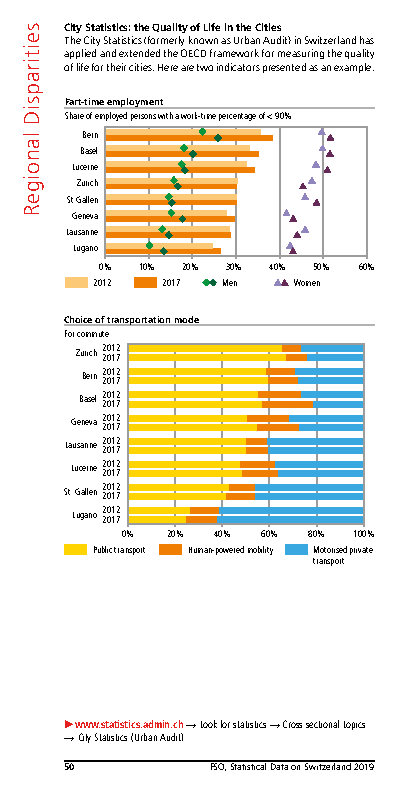 Regional Disparities
City Statistics: the Quality of Life in the Cities
The City Statistics (formerly known as Urban Audit) in Switzerland has
applied and extended the OECD framework for measuring the quality
of life for their cities. Here are two indicators presented as an example.
Part-time employment
Share of employed persons with a work-time percentage of < 90%
Bern
Basel
Lucerne
Zurich
St Gallen
Geneva
Lausanne
Lugano
0% 10% 20% 30% 40% 50% 60%
2012 2017 Men Women
Choice of transportation mode
For commute
Zurich 2012
2017
Bern 2012
2017
Basel 2012
2017
Geneva 2012
2017
Lausanne 2012
2017
Lucerne 2012
2017
St. Gallen 2012
2017
Lugano 2012
2017
0% 20% 40% 60% 80% 100%
Public transport Human-powered mobility Motorised private
transport
▶ www.statistics.admin.ch → Look for statistics → Cross sectional topics
→ City Statistics (Urban Audit)
50 FSO, Statistical Data on Switzerland 2019